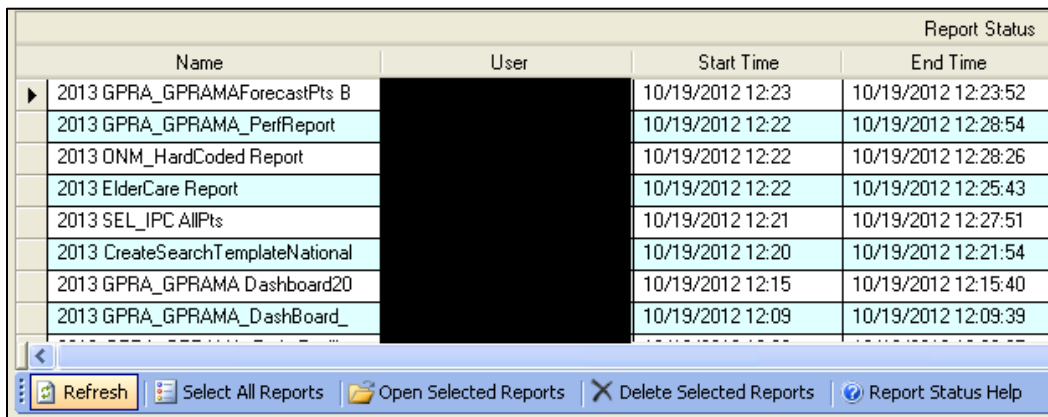 Report Status
Name User Start Time End Time
2013 GPRA_GPRAMAForecastPts B 10/19/2012 12:23 10/19/2012 12:23:52
2013 GPRA_GPRAMA_PerfReport 10/19/2012 12:22 10/19/2012 12:28:54
2013 ONM_HardCoded Report 10/19/2012 12:22 10/19/2012 12:28:26
2013 ElderCare Report 10/19/2012 12:22 10/19/2012 12:25:43
2013 SEL_IPC AllPts 10/19/2012 12:21 10/19/2012 12:27:51
2013 CreateSearchTemplateNational 10/19/2012 12:20 10/19/2012 12:21:54
2013 GPRA_GPRAMA Dashboard20 10/19/2012 12:15 10/19/2012 12:15:40
2013 GPRA_GPRAMA_DashBoard_ 10/19/2012 12:09 10/19/2012 12:09:39
Refresh Select All Reports Open Selected Reports Delete Selected Reports Report Status Help